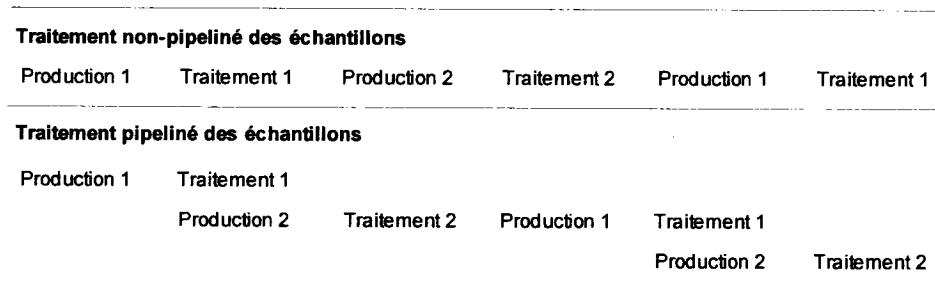 Traitement non-pipeliné des échantillons
Production 1 Traitement 1 Production 2 Traitement 2 Production 1 Traitement 1
Traitement pipeliné des échantillons
Production 1 Traitement 1
Production 2 Traitement 2 Production 1 Traitement 1
Production 2 Traitement 2